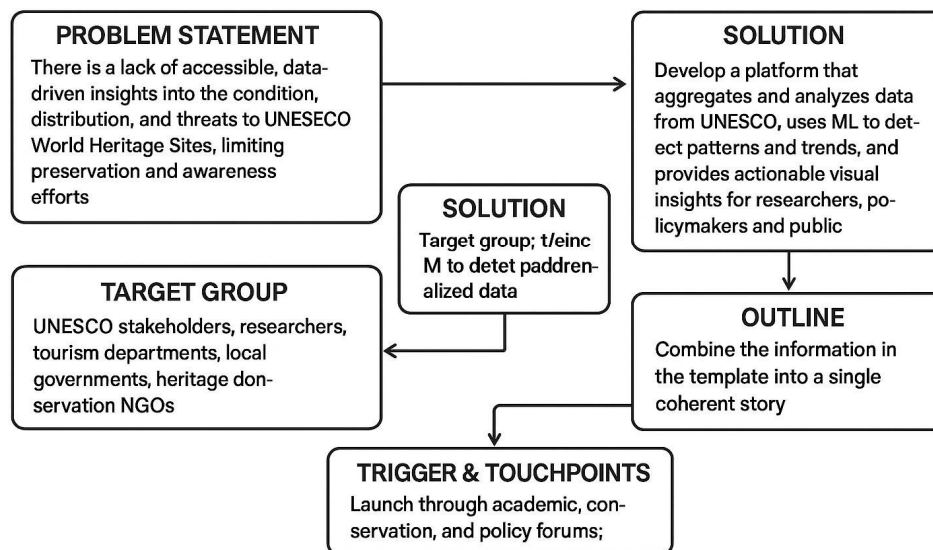 PROBLEM STATEMENT
There is a lack of accessible, data-
driven insights into the condition,
distribution, and threats to UNESECO
World Heritage Sites, limiting
preservation and awareness
efforts
SOLUTION
Develop a platform that
aggregates and analyzes data
from UNESCO, uses ML to det-
ect patterns and trends, and
provides actionable visual
insights for researchers, po-
licymakers and public
SOLUTION
Target group; t/einc
M to detet paddren-
alized data
TARGET GROUP
UNESCO stakeholders, researchers,
tourism departments, local
governments, heritage don-
servation NGOs
OUTLINE
Combine the information in
the template into a single
coherent story
TRIGGER & TOUCHPOINTS
Launch through academic, con-
servation, and policy forums;